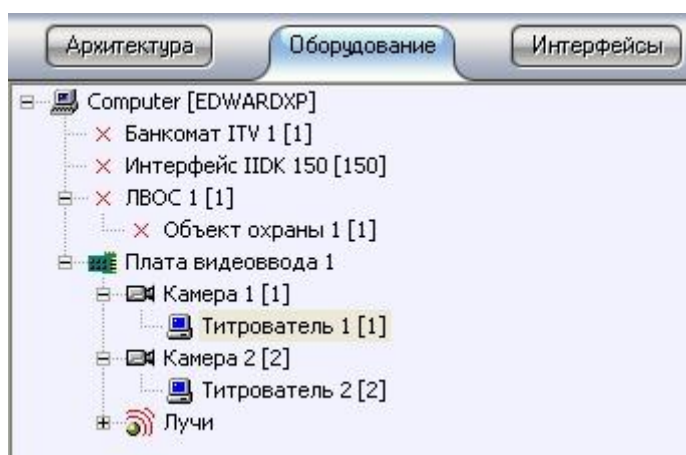 Архитектура Оборудование Интерфейсы
Computer [EDWARDXP]
Банкомат ITV 1 [1]
Интерфейс IIDK 150 [150]
ЛВОС 1 [1]
Объект охраны 1 [1]
Плата видеоввода 1
Камера 1 [1]
Титрователь 1 [1]
Камера 2 [2]
Титрователь 2 [2]
Лучи